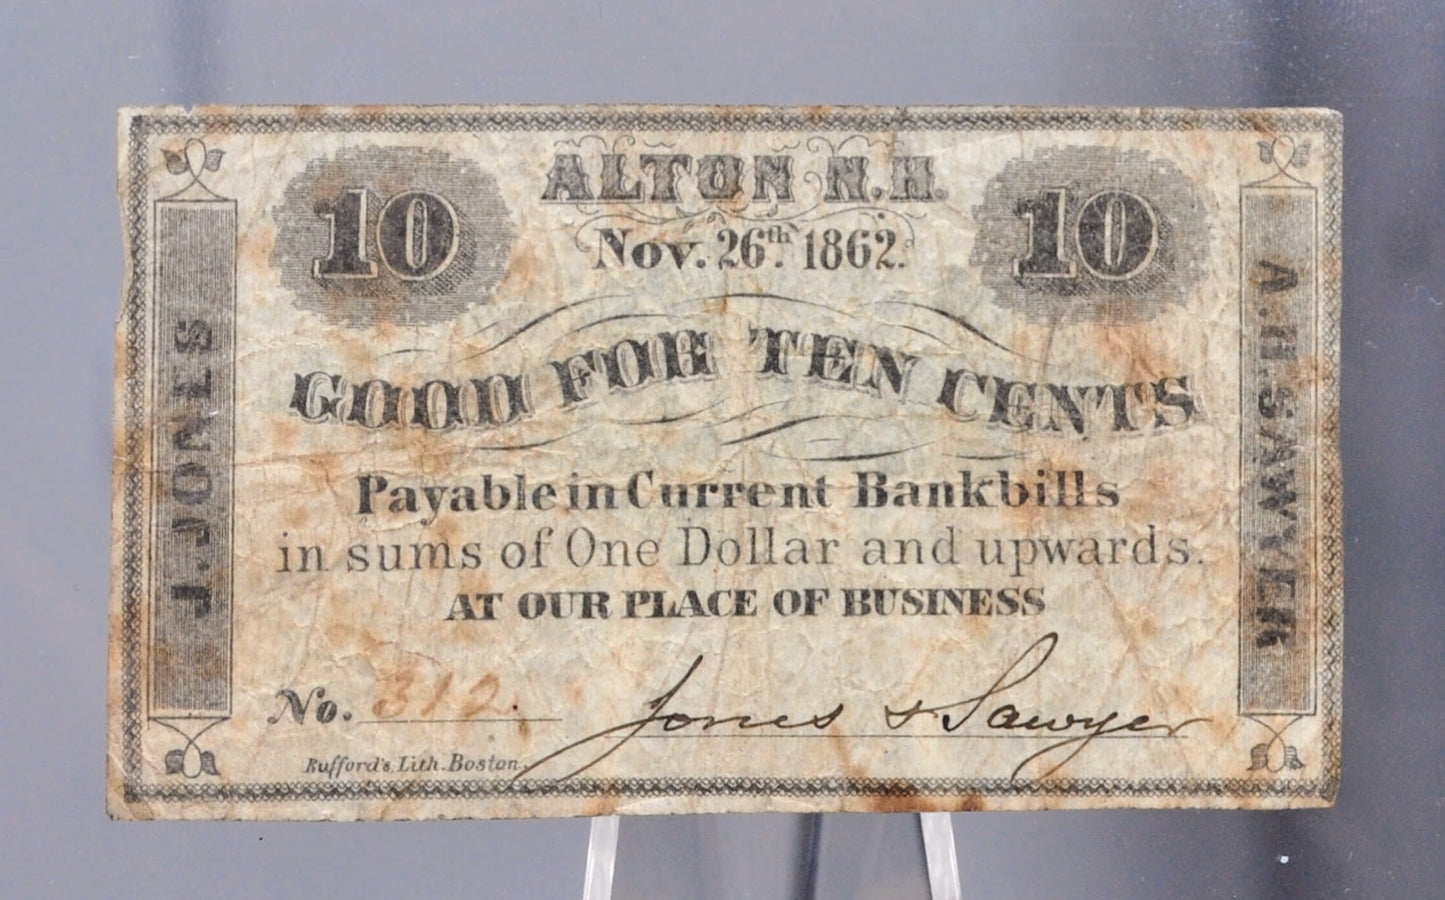 10
ALTON N.H.
10
Nov. 26th. 1862.
GOOD FOR TEN CENTS
Payable in Current Bankbills
in sums of One Dollar and upwards.
AT OUR PLACE OF BUSINESS
No. 312.
Jones & Sawyer
Rufford's Lith. Boston.
J. JONES
A. H. SAWYER